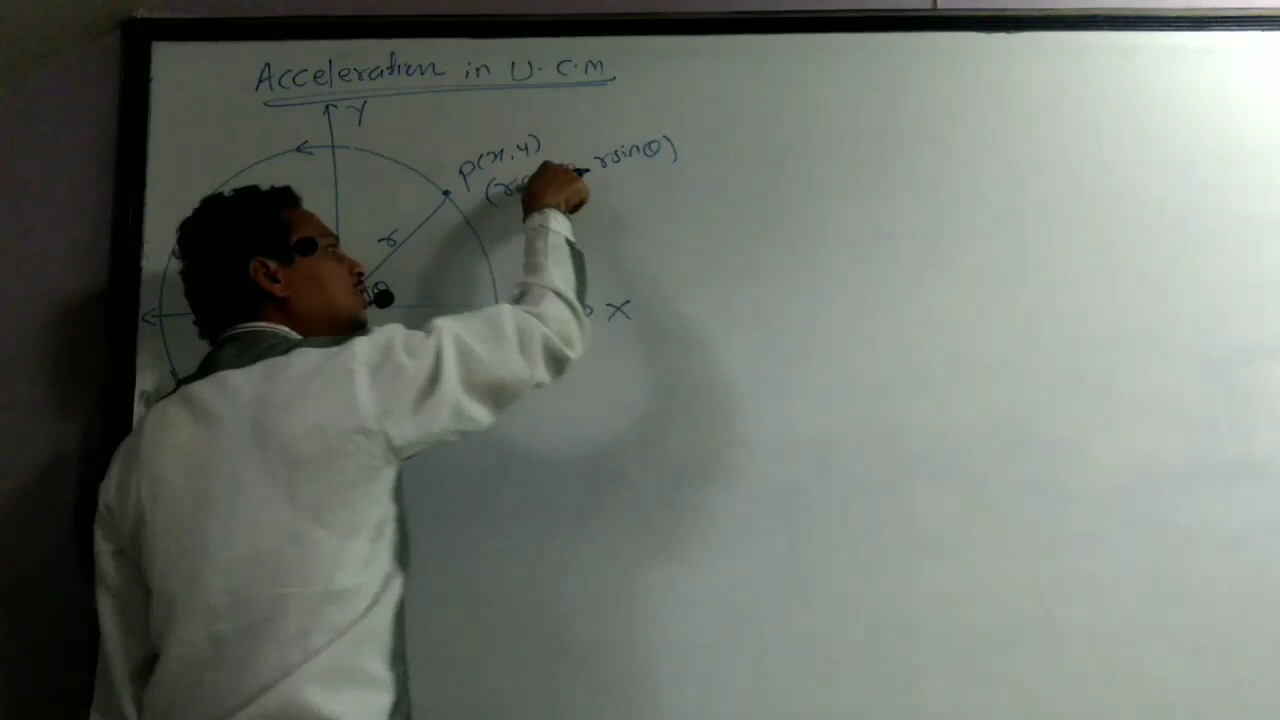 Acceleration in U.C.M
Y
P(x,y)
rsinθ)
r
θ
X